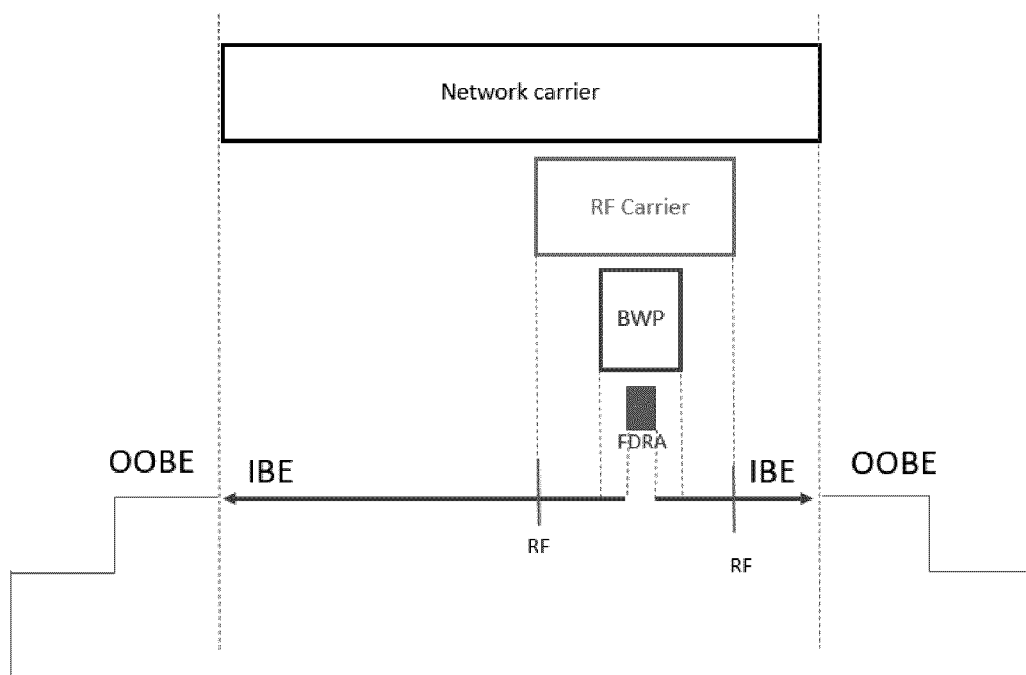 Network carrier
RF Carrier
BWP
FDRA
OOBE
IBE
IBE
OOBE
RF
RF